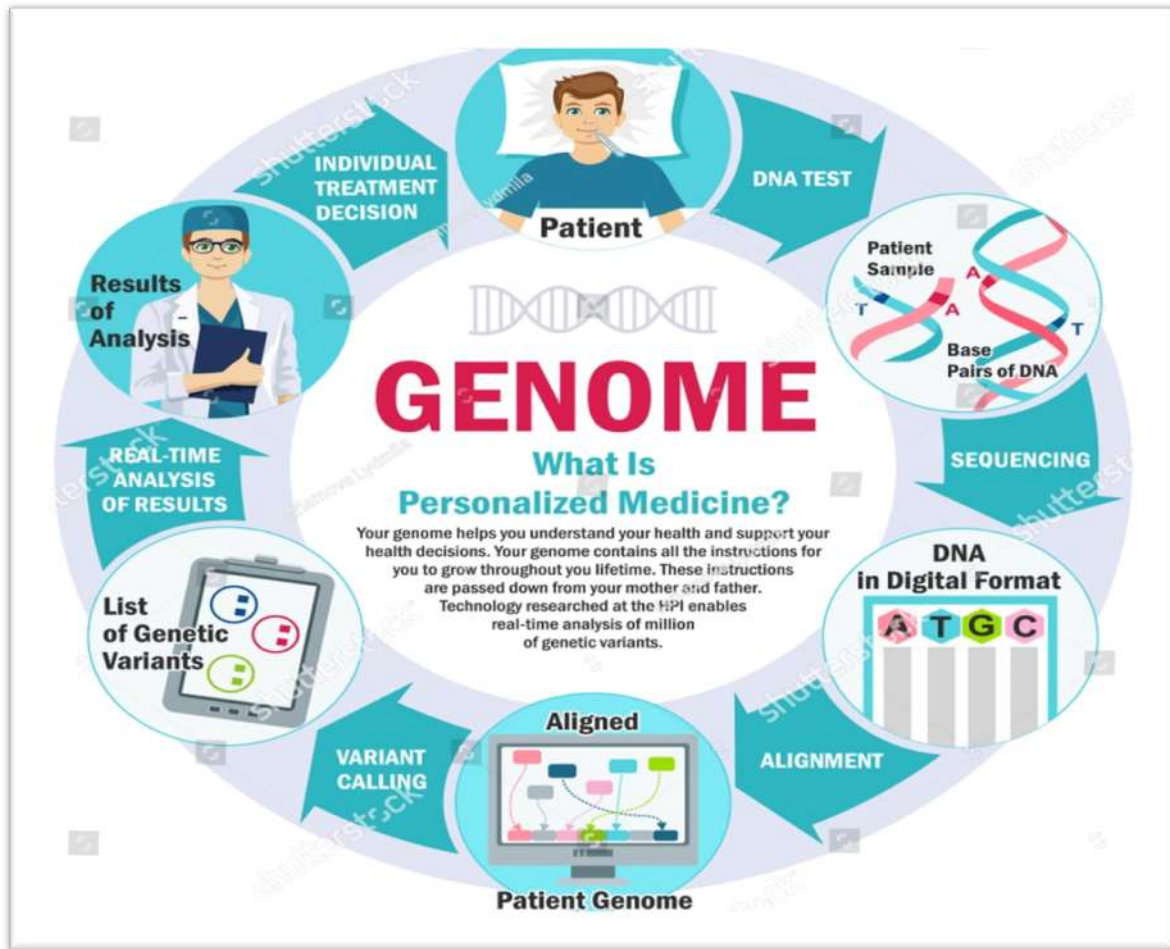 Patient
DNA TEST
Patient
Sample
T
A
A
T
Base
Pairs of DNA
SEQUENCING
DNA
in Digital Format
A T G C
ALIGNMENT
Aligned
Patient Genome
VARIANT
CALLING
List
of Genetic
Variants
REAL-TIME
ANALYSIS
OF RESULTS
Results
of
Analysis
INDIVIDUAL
TREATMENT
DECISION
GENOME
What Is
Personalized Medicine?
Your genome helps you understand your health and support your
health decisions. Your genome contains all the instructions for
you to grow throughout you lifetime. These instructions
are passed down from your mother and father.
Technology researched at the HPI enables
real-time analysis of million
of genetic variants.
shutterstock